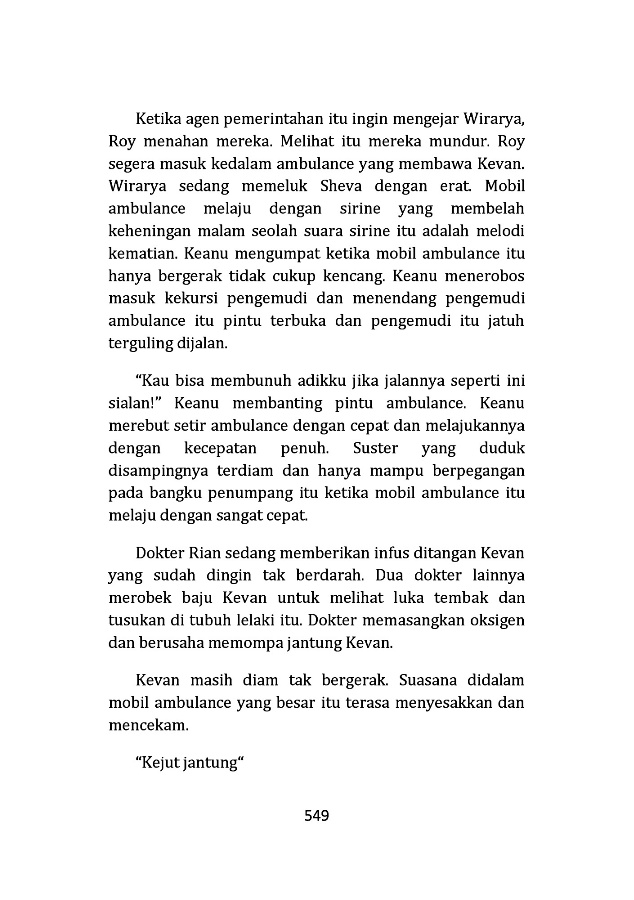 Ketika agen pemerintahan itu ingin mengejar Wirarya,
Roy menahan mereka. Melihat itu mereka mundur. Roy
segera masuk kedalam ambulance yang membawa Kevan.
Wirarya sedang memeluk Sheva dengan erat. Mobil
ambulance melaju dengan sirine yang membelah
keheningan malam seolah suara sirine itu adalah melodi
kematian. Keanu mengumpat ketika mobil ambulance itu
hanya bergerak tidak cukup kencang. Keanu menerobos
masuk kekursi pengemudi dan menendang pengemudi
ambulance itu pintu terbuka dan pengemudi itu jatuh
terguling dijalan.
“Kau bisa membunuh adikku jika jalannya seperti ini
sialan!” Keanu membanting pintu ambulance. Keanu
merebut setir ambulance dengan cepat dan melajukannya
dengan kecepatan penuh. Suster yang duduk
disampingnya terdiam dan hanya mampu berpegangan
pada bangku penumpang itu ketika mobil ambulance itu
melaju dengan sangat cepat.
Dokter Rian sedang memberikan infus ditangan Kevan
yang sudah dingin tak berdarah. Dua dokter lainnya
merobek baju Kevan untuk melihat luka tembak dan
tusukan di tubuh lelaki itu. Dokter memasangkan oksigen
dan berusaha memompa jantung Kevan.
Kevan masih diam tak bergerak. Suasana didalam
mobil ambulance yang besar itu terasa menyesakkan dan
mencekam.
“Kejut jantung“
549